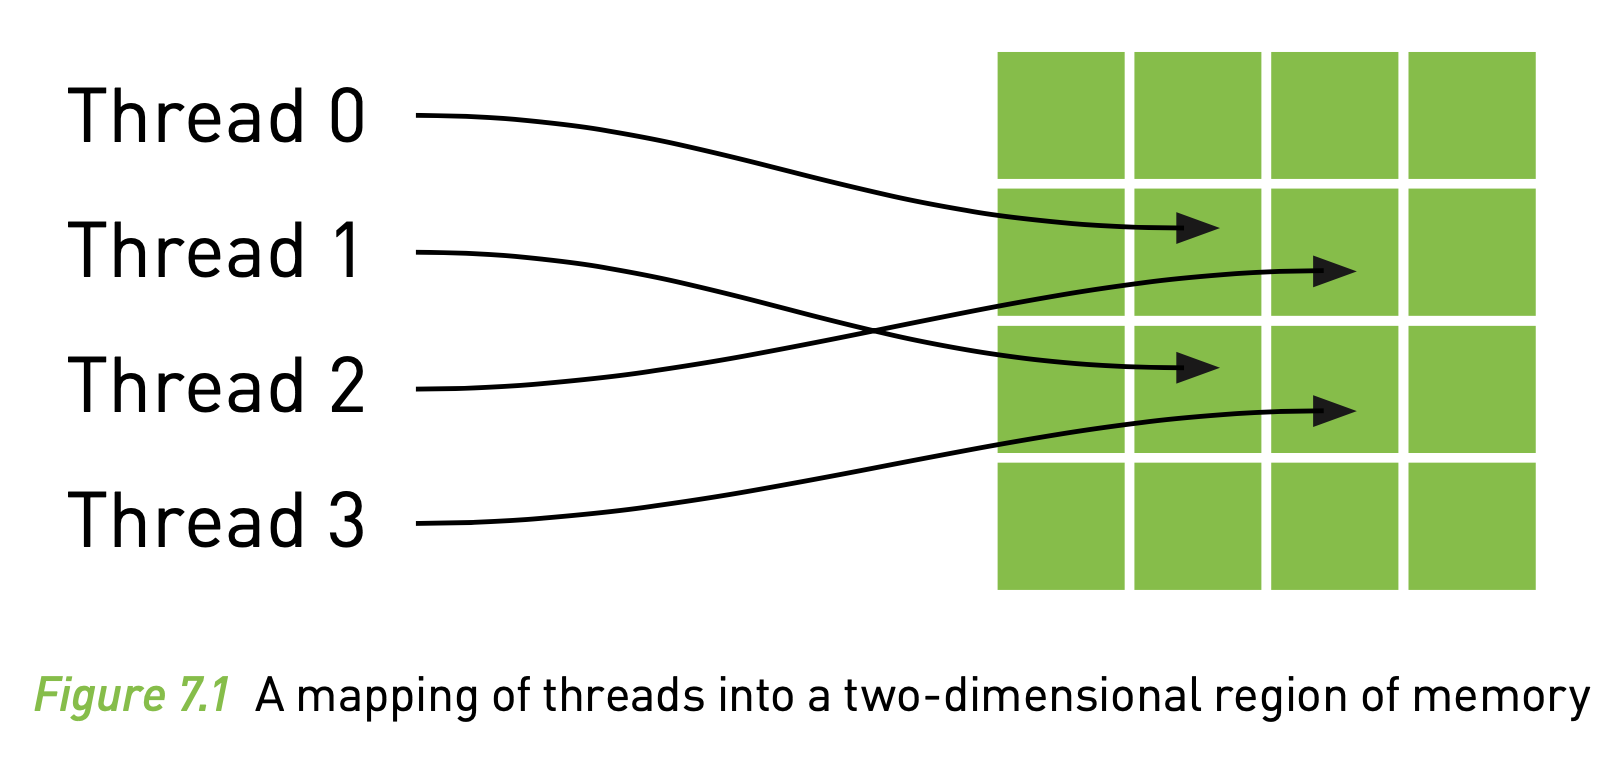 Thread 0
Thread 1
Thread 2
Thread 3
Figure 7.1 A mapping of threads into a two-dimensional region of memory